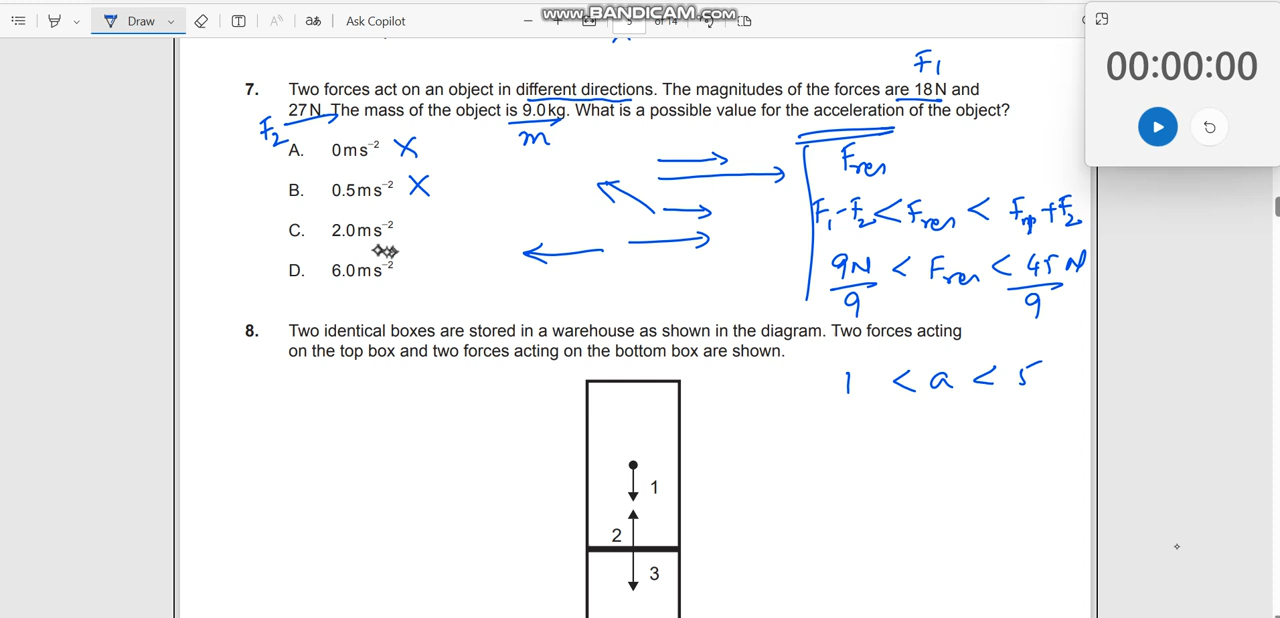 www.BANDICAM.com
Draw
aあ
Ask Copilot
of 14
00:00:00
F1
7. Two forces act on an object in different directions. The magnitudes of the forces are 18 N and
27 N. The mass of the object is 9.0 kg. What is a possible value for the acceleration of the object?
F2
m
A. 0 m s⁻² X
B. 0.5 m s⁻² X
C. 2.0 m s⁻²
D. 6.0 m s⁻²
Fres
F1 - F2 < Fres < F1 + F2
9N/9 < Fres < 45 N/9
1 < a < 5
8. Two identical boxes are stored in a warehouse as shown in the diagram. Two forces acting
on the top box and two forces acting on the bottom box are shown.
1
2
3